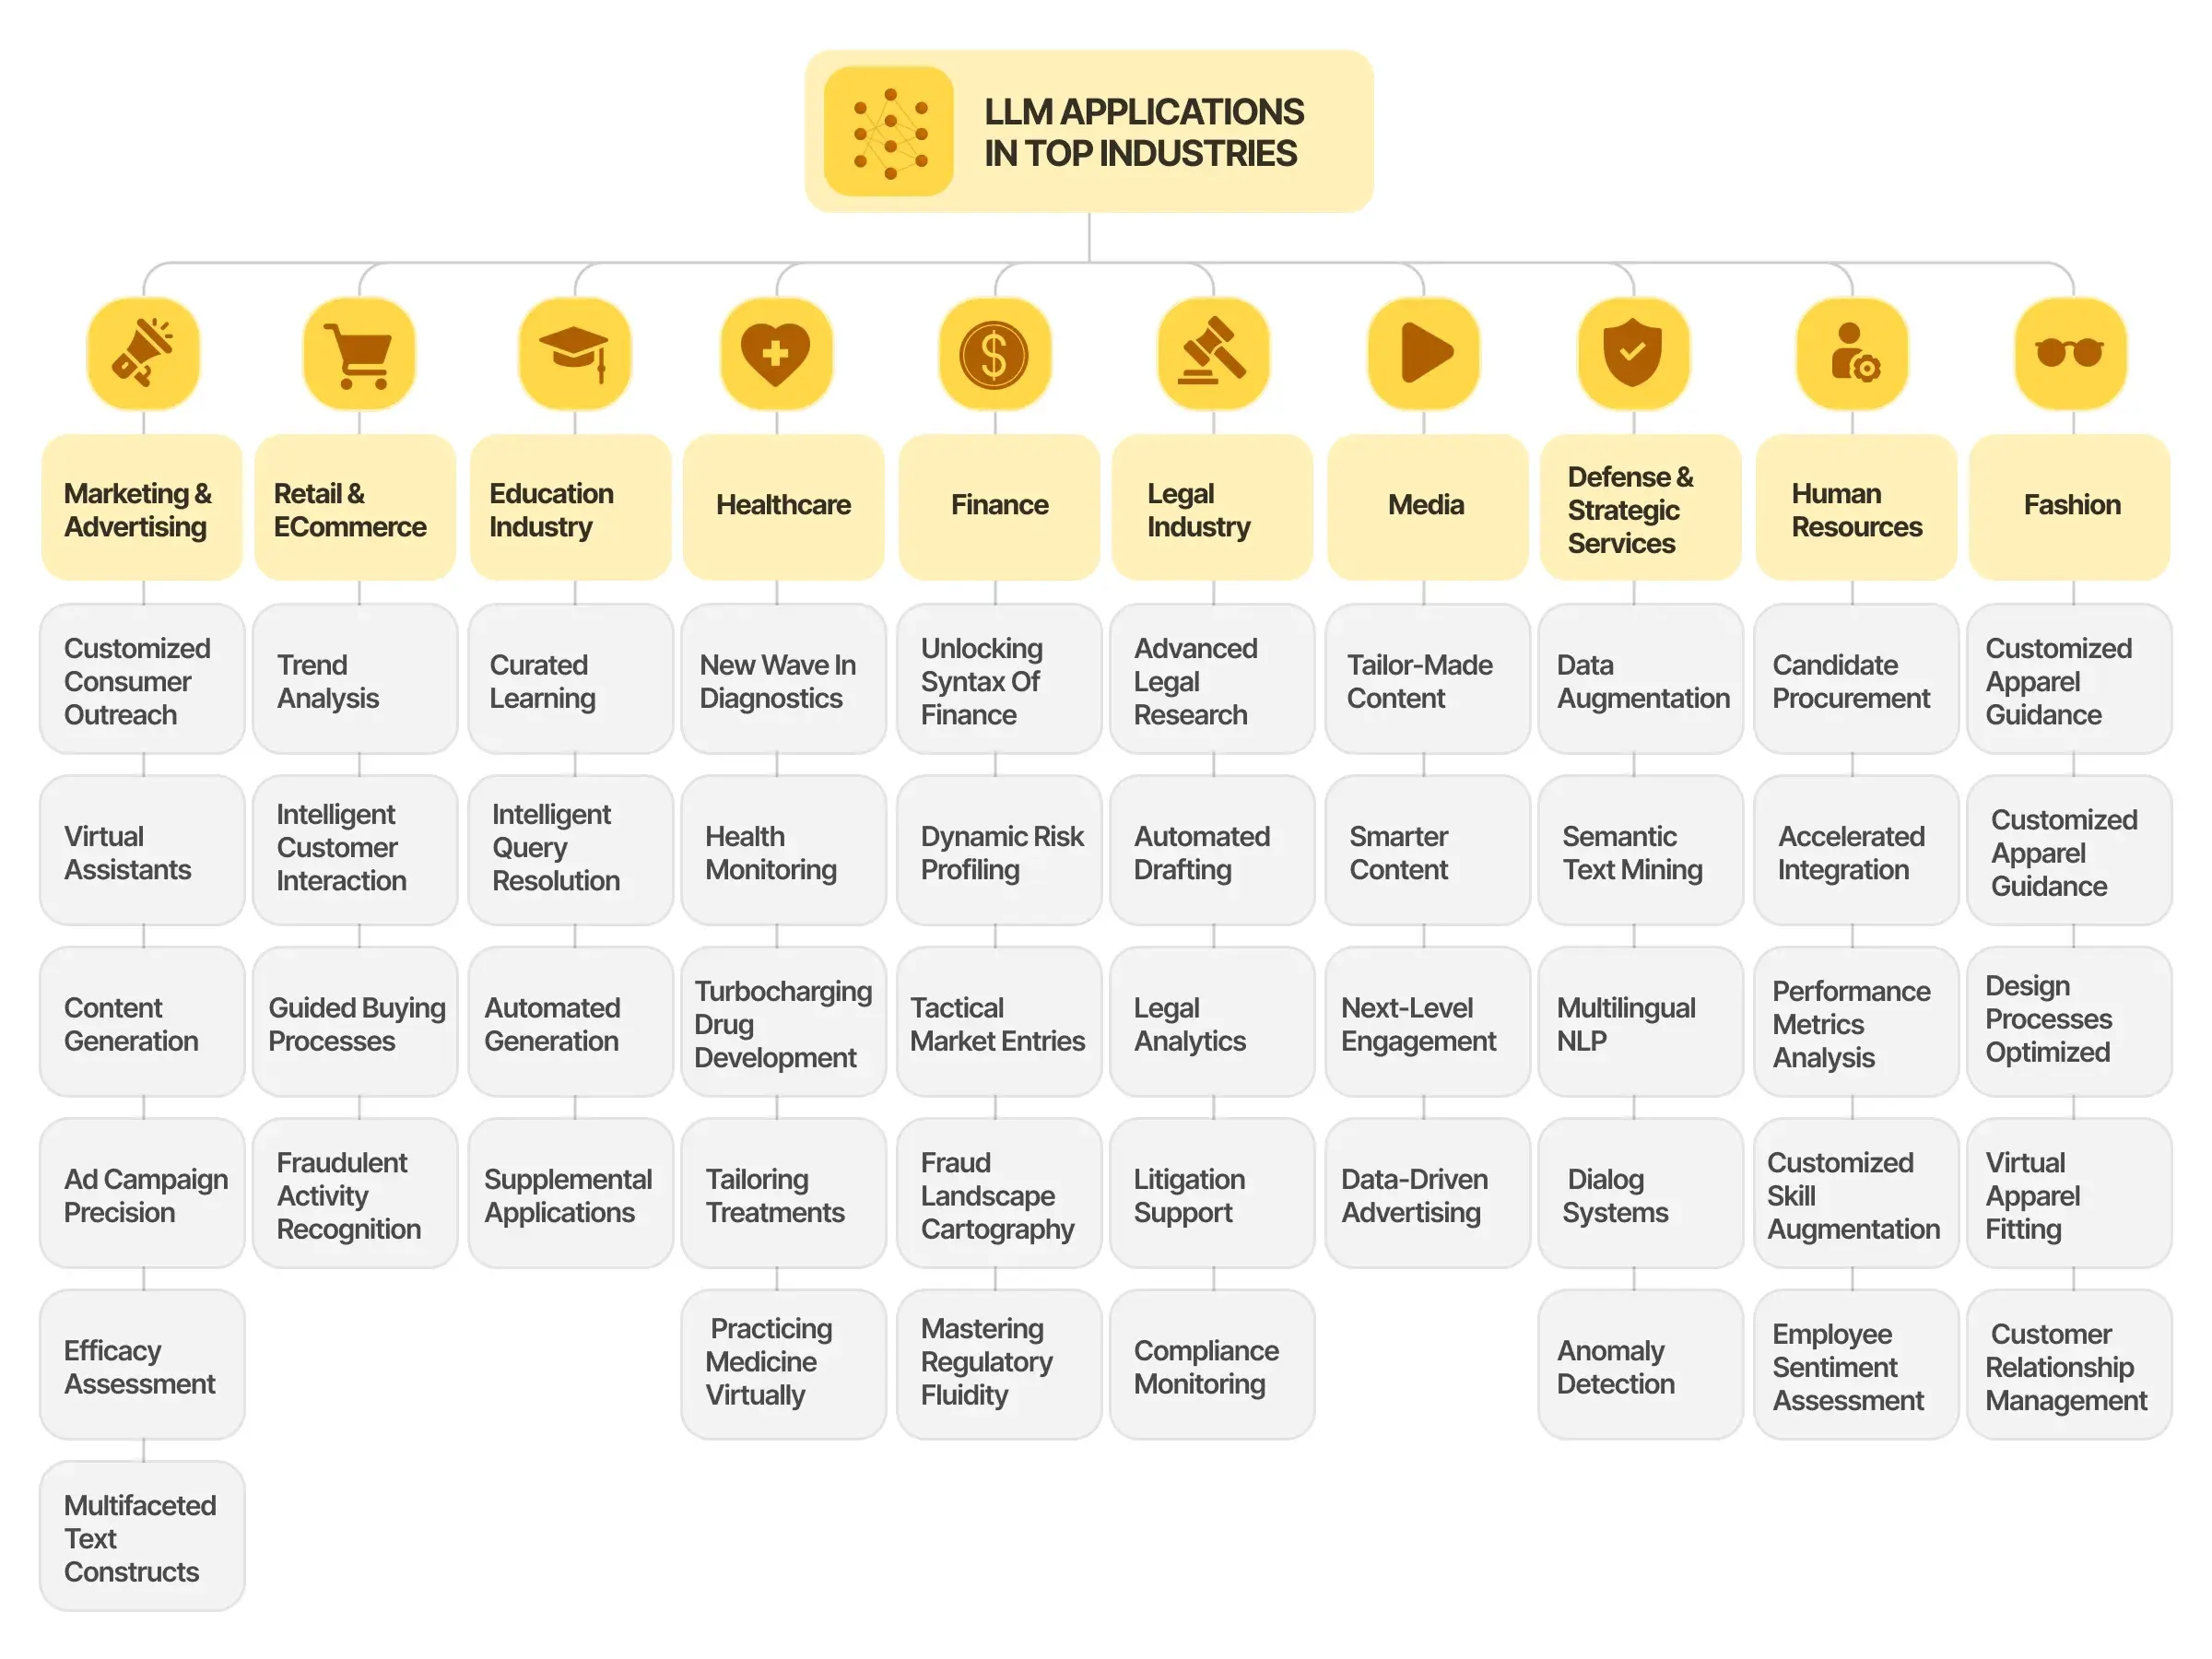 LLM APPLICATIONS
IN TOP INDUSTRIES
Marketing &
Advertising
Customized
Consumer
Outreach
Virtual
Assistants
Content
Generation
Ad Campaign
Precision
Efficacy
Assessment
Multifaceted
Text
Constructs
Retail &
ECommerce
Trend
Analysis
Intelligent
Customer
Interaction
Guided Buying
Processes
Fraudulent
Activity
Recognition
Education
Industry
Curated
Learning
Intelligent
Query
Resolution
Automated
Generation
Supplemental
Applications
Healthcare
New Wave In
Diagnostics
Health
Monitoring
Turbocharging
Drug
Development
Tailoring
Treatments
Practicing
Medicine
Virtually
Finance
Unlocking
Syntax Of
Finance
Dynamic Risk
Profiling
Tactical
Market Entries
Fraud
Landscape
Cartography
Mastering
Regulatory
Fluidity
Legal
Industry
Advanced
Legal
Research
Automated
Drafting
Legal
Analytics
Litigation
Support
Compliance
Monitoring
Media
Tailor-Made
Content
Smarter
Content
Next-Level
Engagement
Data-Driven
Advertising
Defense &
Strategic
Services
Data
Augmentation
Semantic
Text Mining
Multilingual
NLP
Dialog
Systems
Anomaly
Detection
Human
Resources
Candidate
Procurement
Accelerated
Integration
Performance
Metrics
Analysis
Customized
Skill
Augmentation
Employee
Sentiment
Assessment
Fashion
Customized
Apparel
Guidance
Customized
Apparel
Guidance
Design
Processes
Optimized
Virtual
Apparel
Fitting
Customer
Relationship
Management